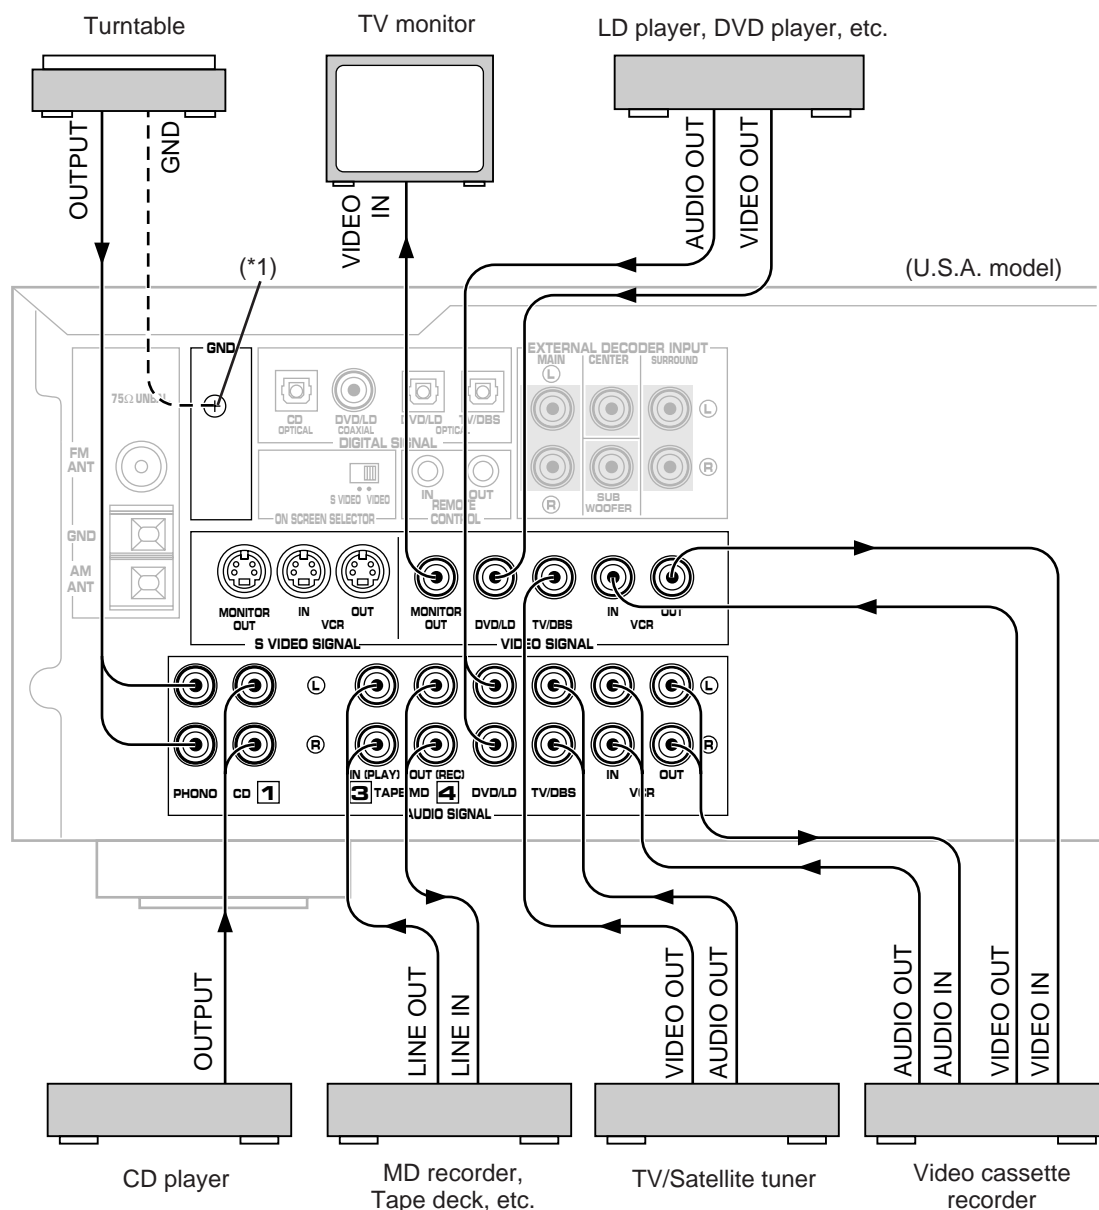 Turntable
TV monitor
LD player, DVD player, etc.
OUTPUT
GND
VIDEO
IN
AUDIO OUT
VIDEO OUT
(*1)
(U.S.A. model)
GND
EXTERNAL DECODER INPUT
MAIN
CENTER
SURROUND
L
75Ω UNBAL.
L
CD
OPTICAL
DVD/LD
COAXIAL
DVD/LD
TV/DBS
OPTICAL
DIGITAL SIGNAL
FM
ANT
R
R
S VIDEO
VIDEO
IN
OUT
REMOTE
CONTROL
SUB
WOOFER
ON SCREEN SELECTOR
GND
AM
ANT
MONITOR
OUT
IN
OUT
VCR
S VIDEO SIGNAL
MONITOR
OUT
DVD/LD
TV/DBS
IN
OUT
VCR
VIDEO SIGNAL
L
L
R
R
IN (PLAY)
OUT (REC)
IN
OUT
PHONO
CD
1
3
TAPE/MD
4
DVD/LD
TV/DBS
VCR
AUDIO SIGNAL
OUTPUT
LINE OUT
LINE IN
VIDEO OUT
AUDIO OUT
AUDIO OUT
AUDIO IN
VIDEO OUT
VIDEO IN
CD player
MD recorder,
Tape deck, etc.
TV/Satellite tuner
Video cassette
recorder